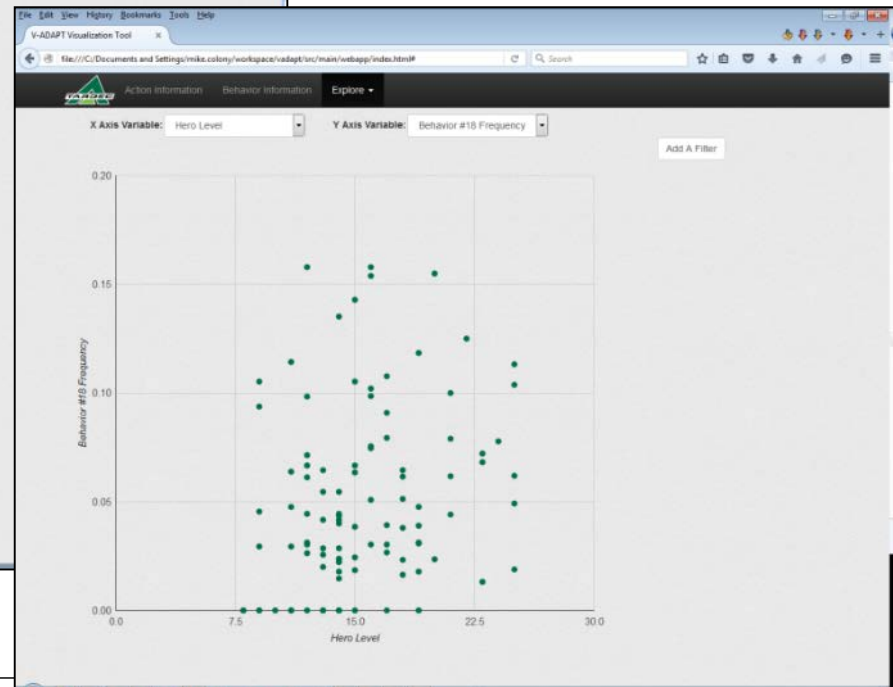 File Edit View History Bookmarks Tools Help
V-ADAPT Visualization Tool ×
file:///C:/Documents and Settings/mike.colony/workspace/vadapt/src/main/webapp/index.html#
Search
Action Information Behavior Information Explore
X Axis Variable: Hero Level Y Axis Variable: Behavior #18 Frequency
Add A Filter
0.20
0.15
0.10
0.05
0.00
Behavior #18 Frequency
0.0 7.5 15.0 22.5 30.0
Hero Level